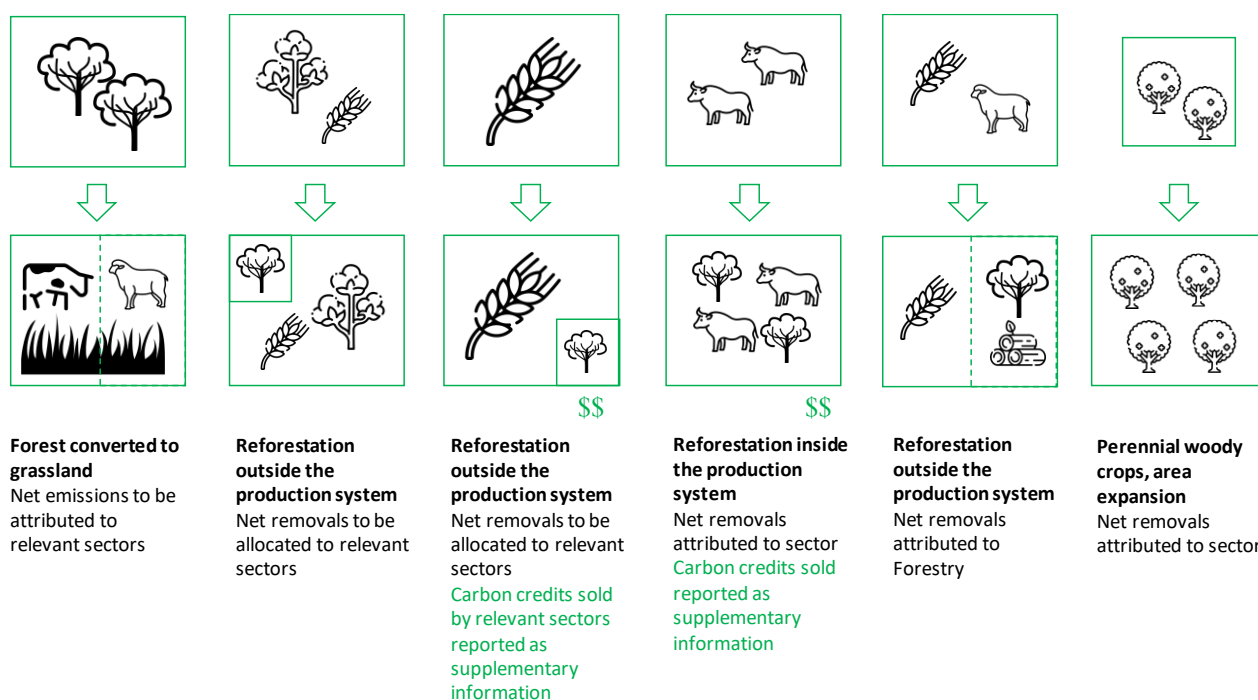 $$
$$
Forest converted to
grassland
Net emissions to be
attributed to
relevant sectors
Reforestation
outside the
production system
Net removals to be
allocated to relevant
sectors
Reforestation
outside the
production system
Net removals to be
allocated to relevant
sectors
Carbon credits sold
by relevant sectors
reported as
supplementary
information
Reforestation inside
the production
system
Net removals
attributed to sector
Carbon credits sold
reported as
supplementary
information
Reforestation
outside the
production system
Net removals
attributed to
Forestry
Perennial woody
crops, area
expansion
Net removals
attributed to sector